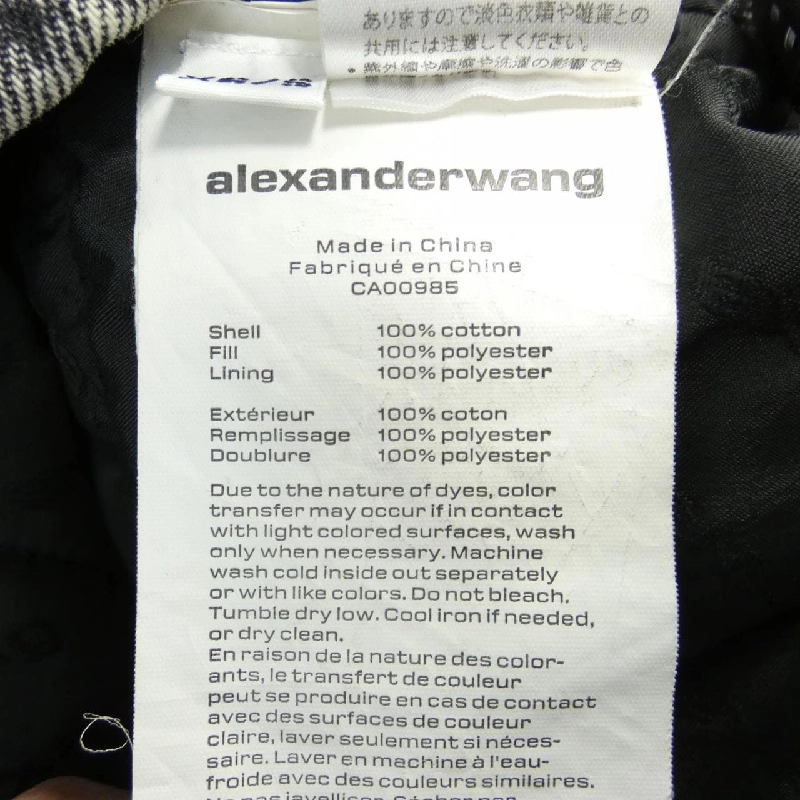 ありますので淡色衣類や雑貨との
共用には注意してください。
alexanderwang
Made in China
Fabriqué en Chine
CA00985
Shell 100% cotton
Fill 100% polyester
Lining 100% polyester
Extérieur 100% coton
Remplissage 100% polyester
Doublure 100% polyester
Due to the nature of dyes, color
transfer may occur if in contact
with light colored surfaces, wash
only when necessary. Machine
wash cold inside out separately
or with like colors. Do not bleach.
Tumble dry low. Cool iron if needed,
or dry clean.
En raison de la nature des color-
ants, le transfert de couleur
peut se produire en cas de contact
avec des surfaces de couleur
claire, laver seulement si néces-
saire. Laver en machine à l'eau-
froide avec des couleurs similaires.